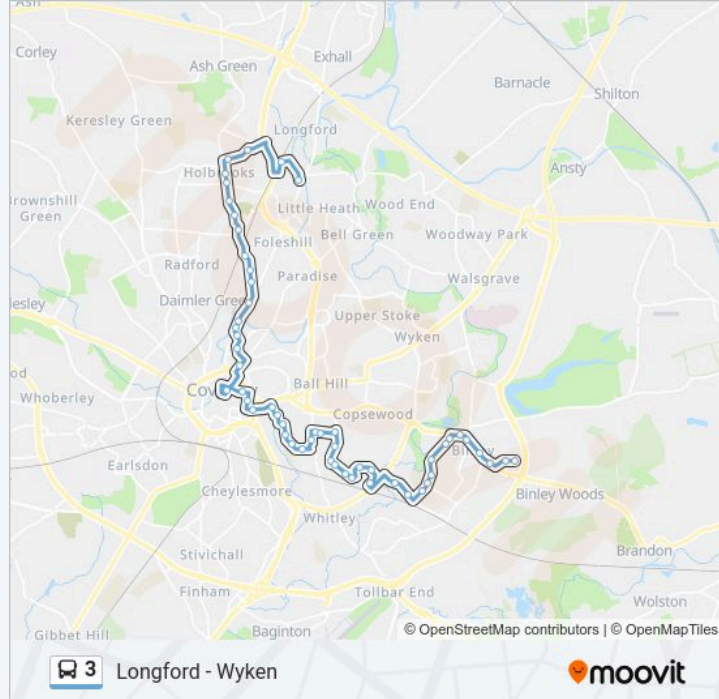 Ash
Corley
Exhall
Ash Green
Barnacle
Shilton
Keresley Green
Longford
Holbrooks
Ansty
Brownshill
Green
Little Heath
Wood End
Bell Green
Woodway Park
Foleshill
Radford
Paradise
Walsgrave
Daimler Green
Upper Stoke
Wyken
Ball Hill
Cov
Whoberley
Copsewood
Earlsdon
Binley
Cheylesmore
Binley Woods
Whitley
Stivichall
Brandon
Finham
Tollbar End
Wolston
Gibbet Hill
Baginton
© OpenStreetMap contributors | © OpenMapTiles
3 Longford - Wyken
moovit